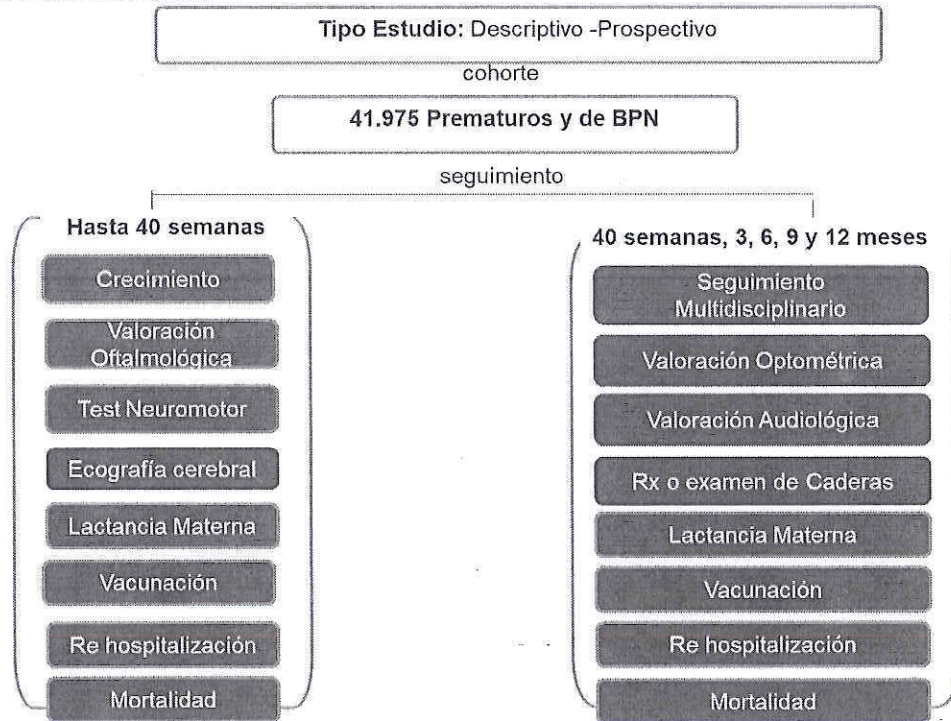 Tipo Estudio: Descriptivo -Prospectivo
cohorte
41.975 Prematuros y de BPN
seguimiento
Hasta 40 semanas
Crecimiento
Valoración
Oftalmológica
Test Neuromotor
Ecografía cerebral
Lactancia Materna
Vacunación
Re hospitalización
Mortalidad
40 semanas, 3, 6, 9 y 12 meses
Seguimiento
Multidisciplinario
Valoración Optométrica
Valoración Audiológica
Rx o examen de Caderas
Lactancia Materna
Vacunación
Re hospitalización
Mortalidad